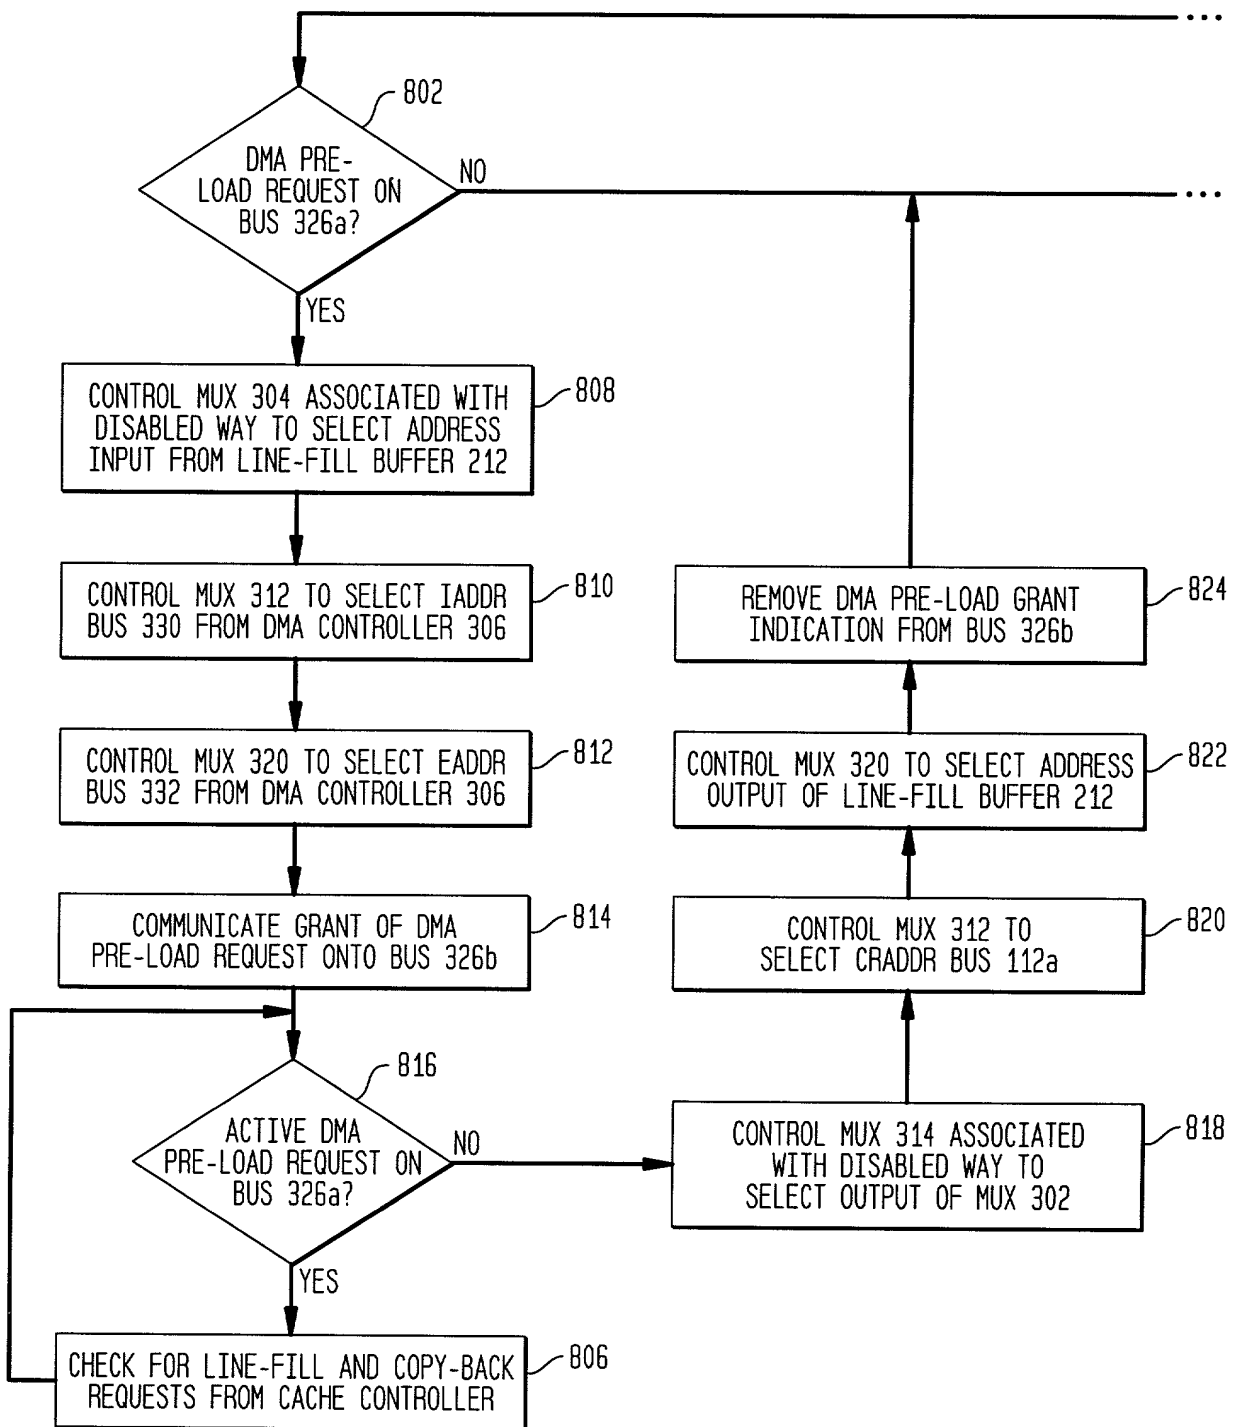 802
DMA PRE-
LOAD REQUEST ON
BUS 326a?
NO
YES
CONTROL MUX 304 ASSOCIATED WITH
DISABLED WAY TO SELECT ADDRESS
INPUT FROM LINE-FILL BUFFER 212
808
CONTROL MUX 312 TO SELECT IADDR
BUS 330 FROM DMA CONTROLLER 306
810
CONTROL MUX 320 TO SELECT EADDR
BUS 332 FROM DMA CONTROLLER 306
812
COMMUNICATE GRANT OF DMA
PRE-LOAD REQUEST ONTO BUS 326b
814
816
ACTIVE DMA
PRE-LOAD REQUEST ON
BUS 326a?
NO
YES
CHECK FOR LINE-FILL AND COPY-BACK
REQUESTS FROM CACHE CONTROLLER
806
REMOVE DMA PRE-LOAD GRANT
INDICATION FROM BUS 326b
824
CONTROL MUX 320 TO SELECT ADDRESS
OUTPUT OF LINE-FILL BUFFER 212
822
CONTROL MUX 312 TO
SELECT CRADDR BUS 112a
820
CONTROL MUX 314 ASSOCIATED
WITH DISABLED WAY TO
SELECT OUTPUT OF MUX 302
818